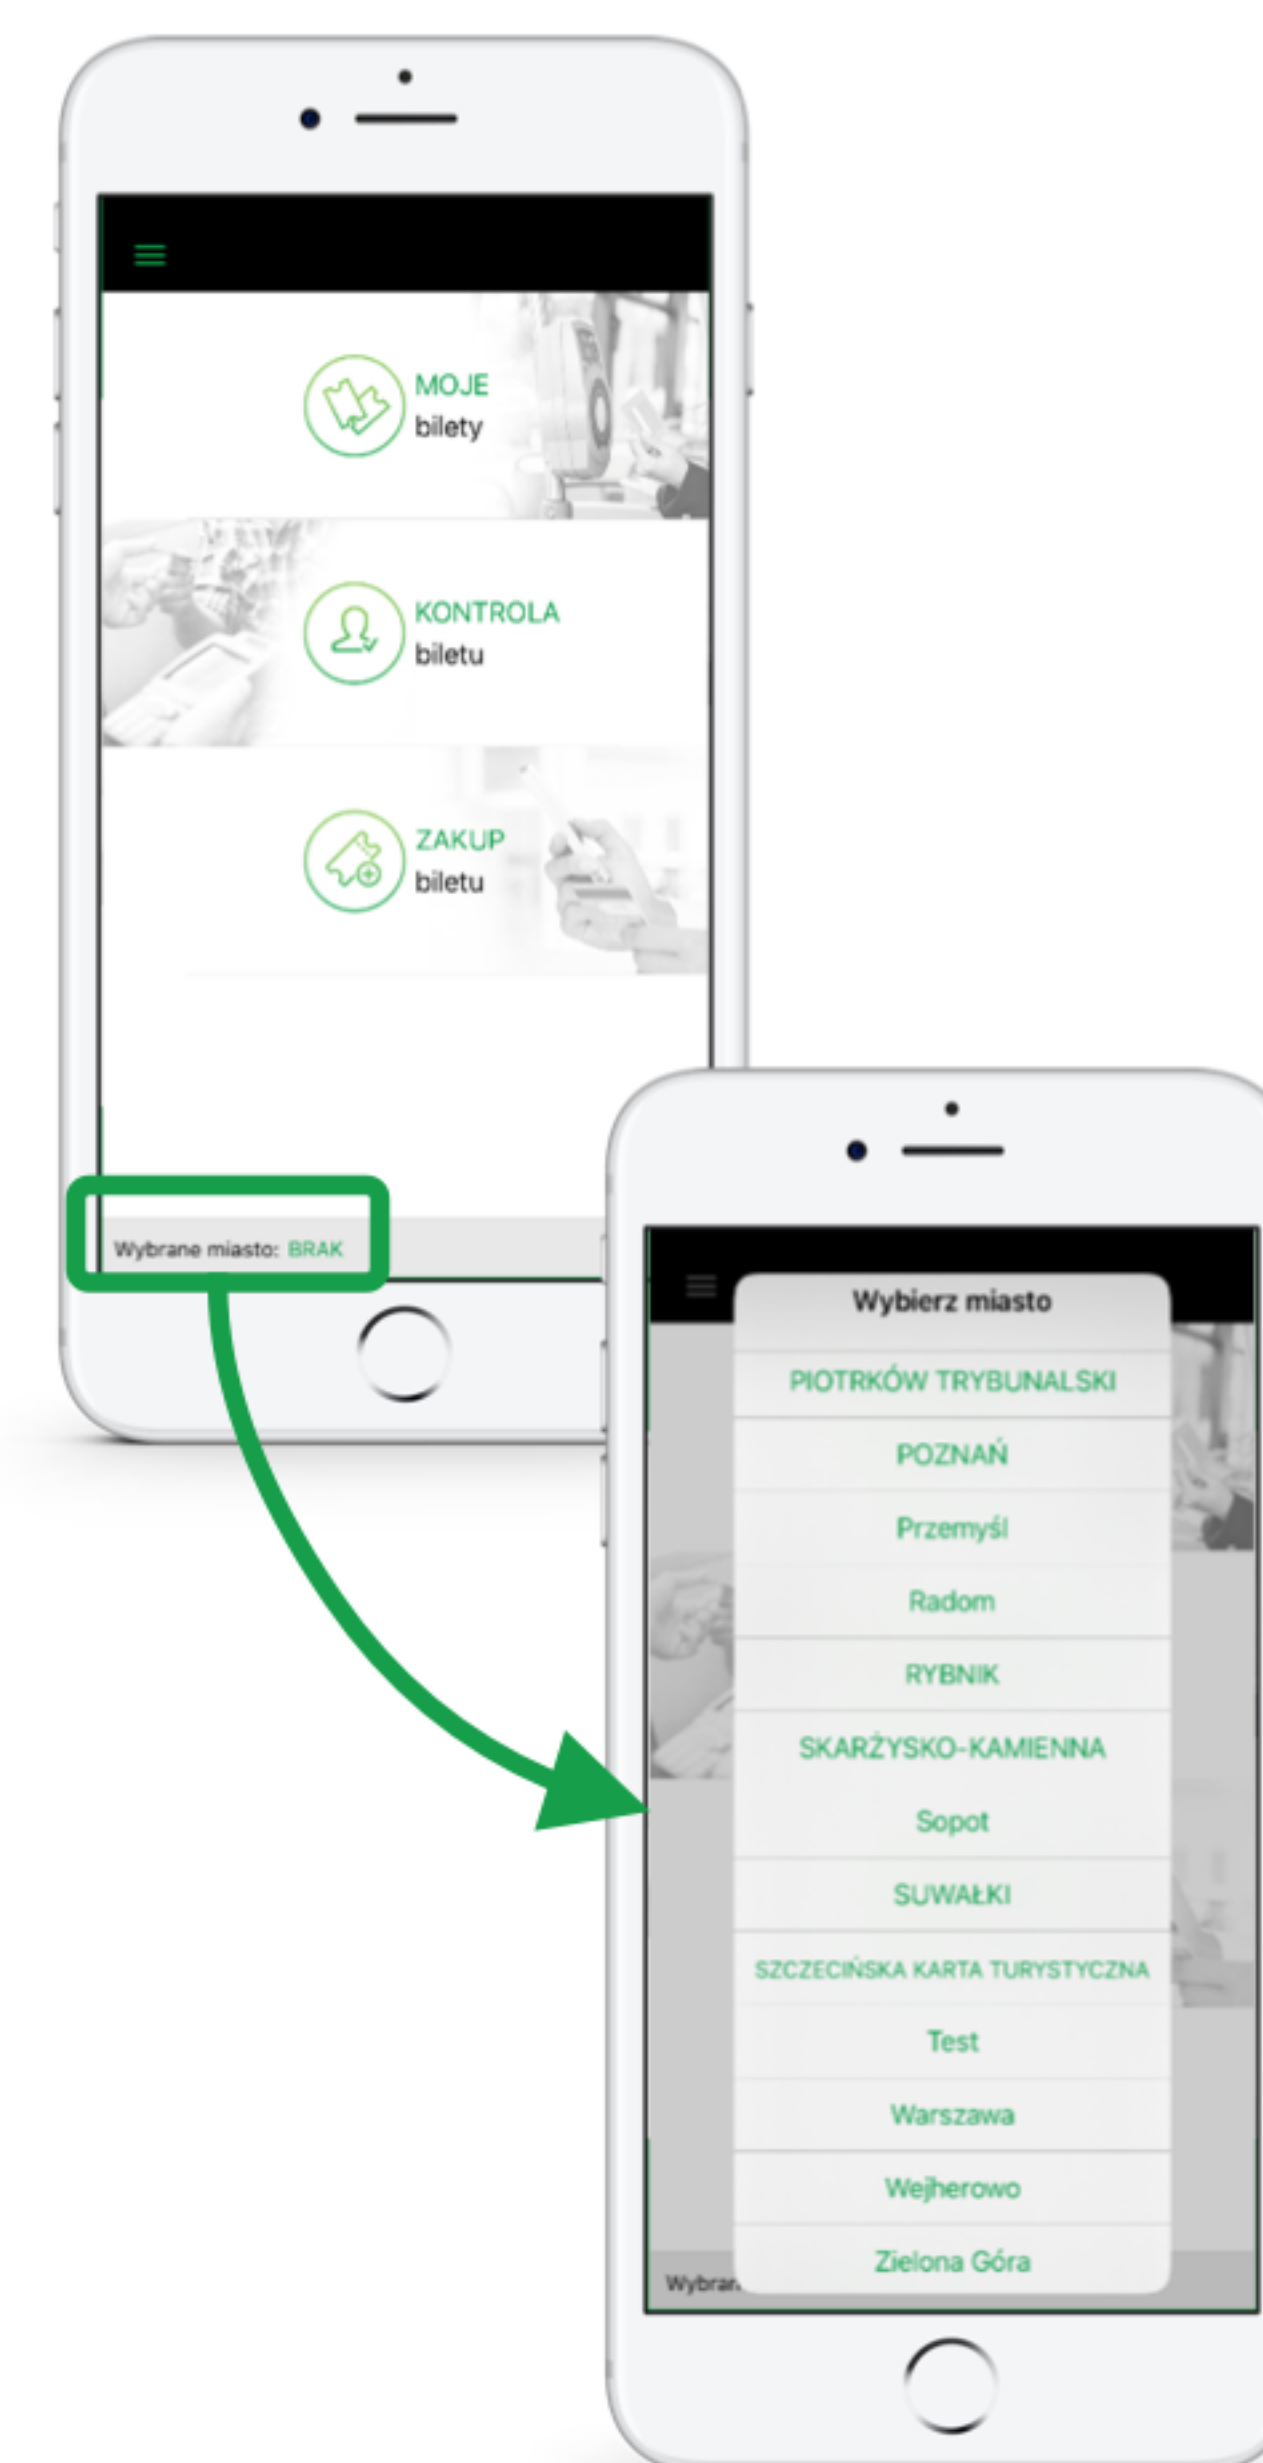 MOJE
bilety
KONTROLA
biletu
ZAKUP
biletu
Wybrane miasto: BRAK
Wybierz miasto
PIOTRKÓW TRYBUNALSKI
POZNAŃ
Przemyśl
Radom
RYBNIK
SKARŻYSKO-KAMIENNA
Sopot
SUWAŁKI
SZCZECIŃSKA KARTA TURYSTYCZNA
Test
Warszawa
Wejherowo
Zielona Góra
Wybran